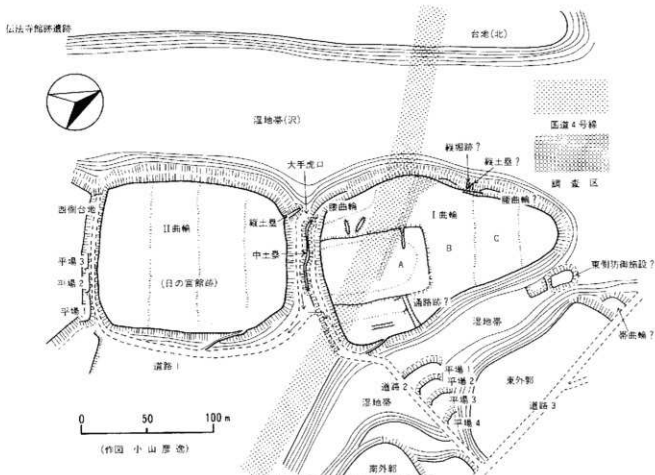 伝法寺館跡遺跡
台地(北)
湿地帯(沢)
国道4号線
調査区
大手虎口
竪堀跡?
竪土塁?
腰曲輪
腰曲輪?
西側台地
II曲輪
竪土塁
I曲輪
中土塁
(日の宮館跡)
A
B
C
平場3
平場2
平場1
東側防御施設?
通路跡?
湿地帯
帯曲輪?
道路1
道路2
平場1
平場2
平場3
平場4
東外郭
道路3
湿地帯
南外郭
0 50 100m
(作図 小山彦逸)